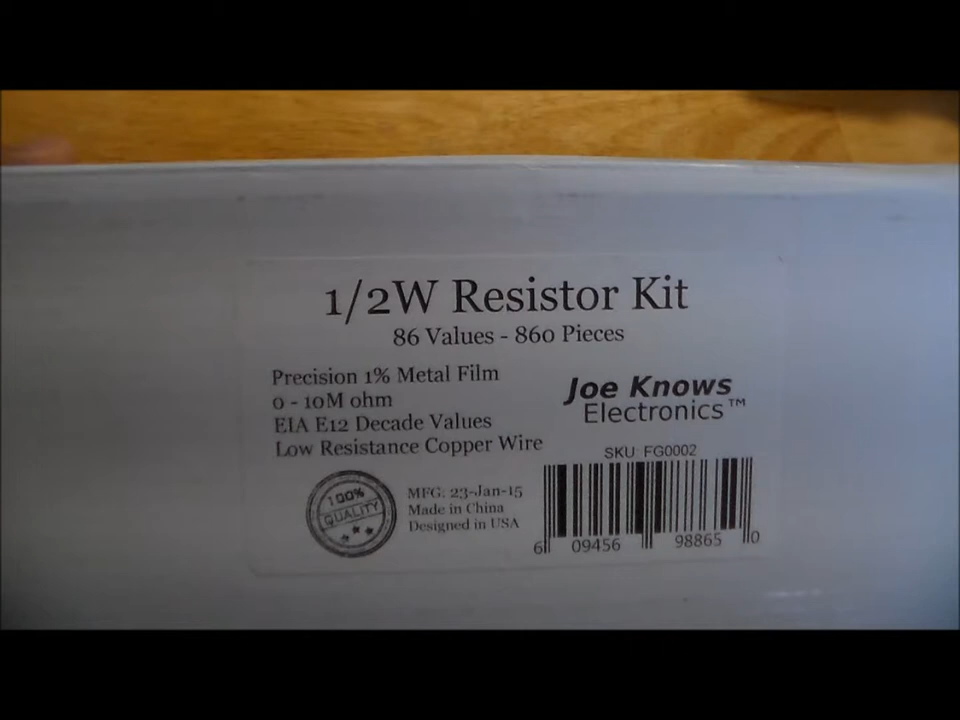 1/2W Resistor Kit
86 Values - 860 Pieces
Precision 1% Metal Film
0 - 10M ohm
EIA E12 Decade Values
Low Resistance Copper Wire
Joe Knows
Electronics™
SKU: FG0002
100%
QUALITY
MFG: 23-Jan-15
Made in China
Designed in USA
6 09456 98865 0